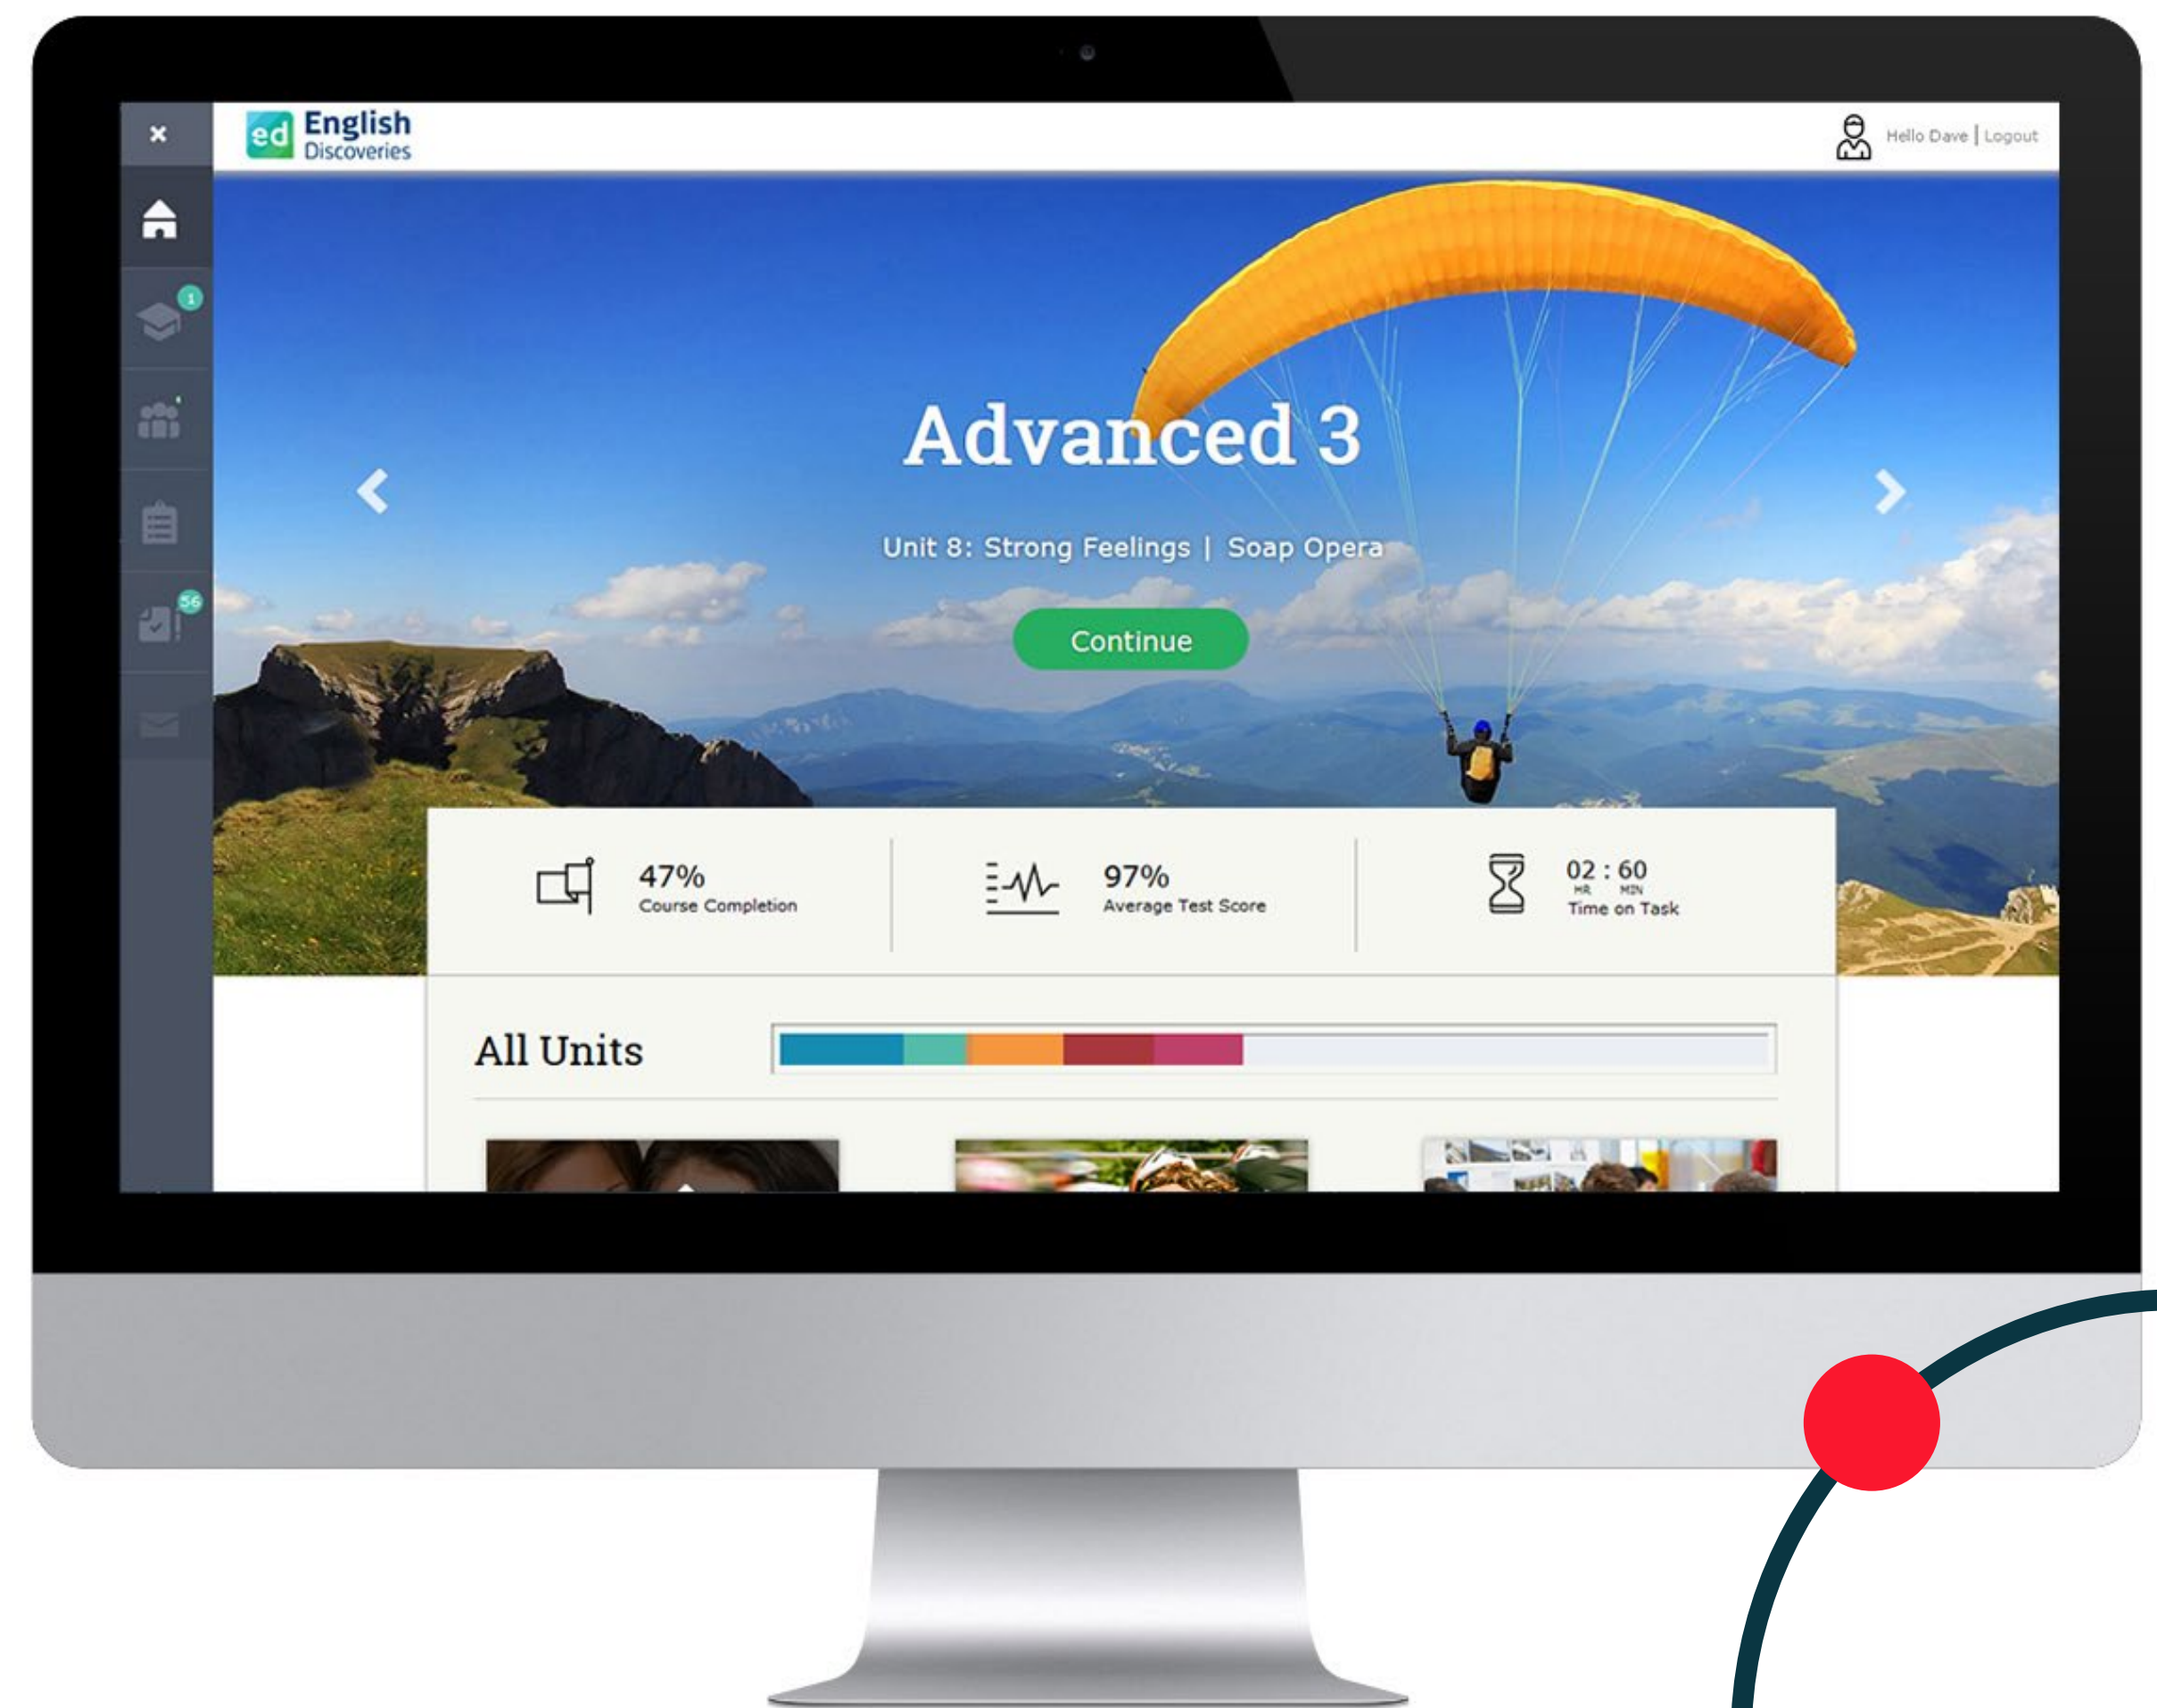 ed English
Discoveries
Hello Dave | Logout
1
56
Advanced 3
Unit 8: Strong Feelings | Soap Opera
Continue
47%
Course Completion
97%
Average Test Score
02 : 60
HR MIN
Time on Task
All Units